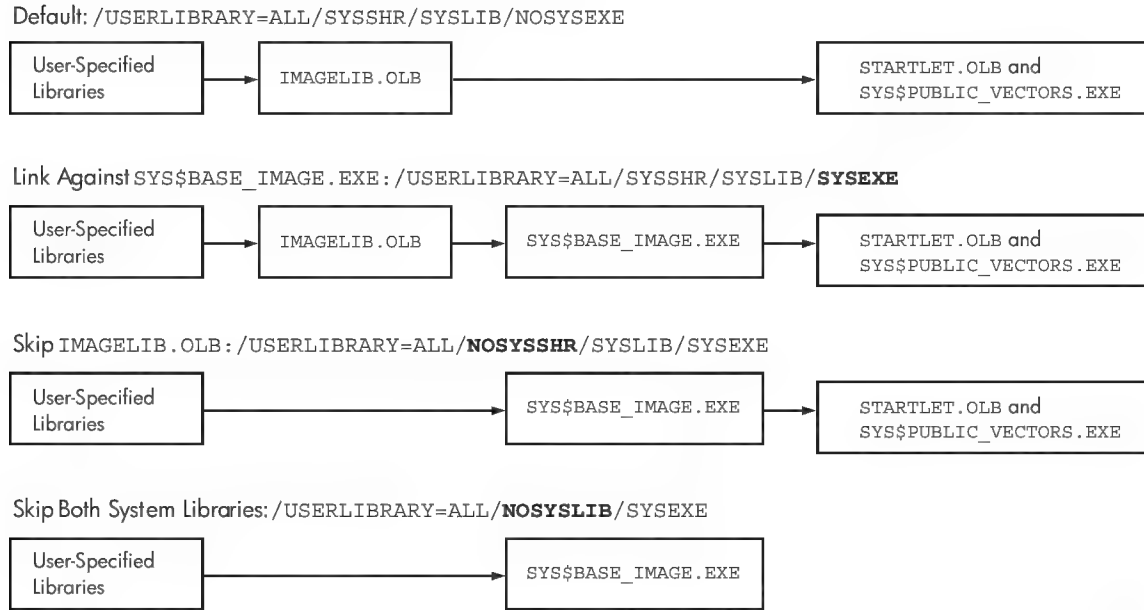 Default: /USERLIBRARY=ALL/SYSSHR/SYSLIB/NOSYSEXE
User-Specified
Libraries
IMAGELIB.OLB
STARTLET.OLB and
SYS$PUBLIC_VECTORS.EXE
Link Against SYS$BASE_IMAGE.EXE: /USERLIBRARY=ALL/SYSSHR/SYSLIB/SYSEXE
User-Specified
Libraries
IMAGELIB.OLB
SYS$BASE_IMAGE.EXE
STARTLET.OLB and
SYS$PUBLIC_VECTORS.EXE
Skip IMAGELIB.OLB: /USERLIBRARY=ALL/NOSYSSHR/SYSLIB/SYSEXE
User-Specified
Libraries
SYS$BASE_IMAGE.EXE
STARTLET.OLB and
SYS$PUBLIC_VECTORS.EXE
Skip Both System Libraries: /USERLIBRARY=ALL/NOSYSLIB/SYSEXE
User-Specified
Libraries
SYS$BASE_IMAGE.EXE